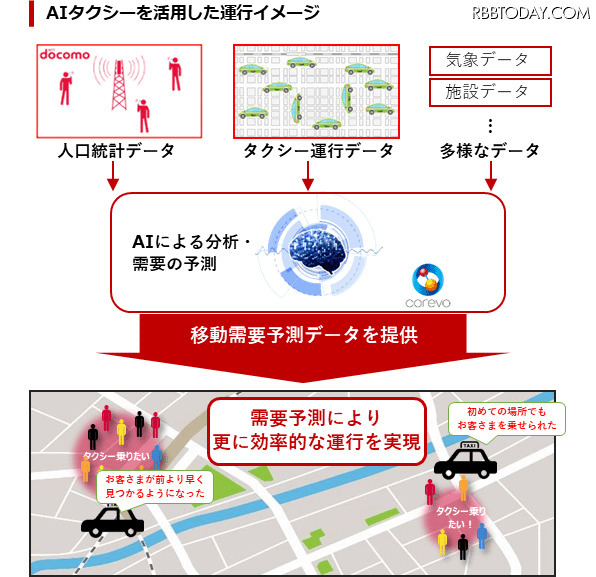 AIタクシーを活用した運行イメージ
RBBTODAY.COM
döcomo
気象データ
施設データ
⋮
人口統計データ
タクシー運行データ
多様なデータ
AIによる分析・
需要の予測
corevo
移動需要予測データを提供
需要予測により
更に効率的な運行を実現
初めての場所でも
お客さまを乗せられた
TAXI
タクシー乗りたい
お客さまが前より早く
見つかるようになった
タクシー乗り
たい！